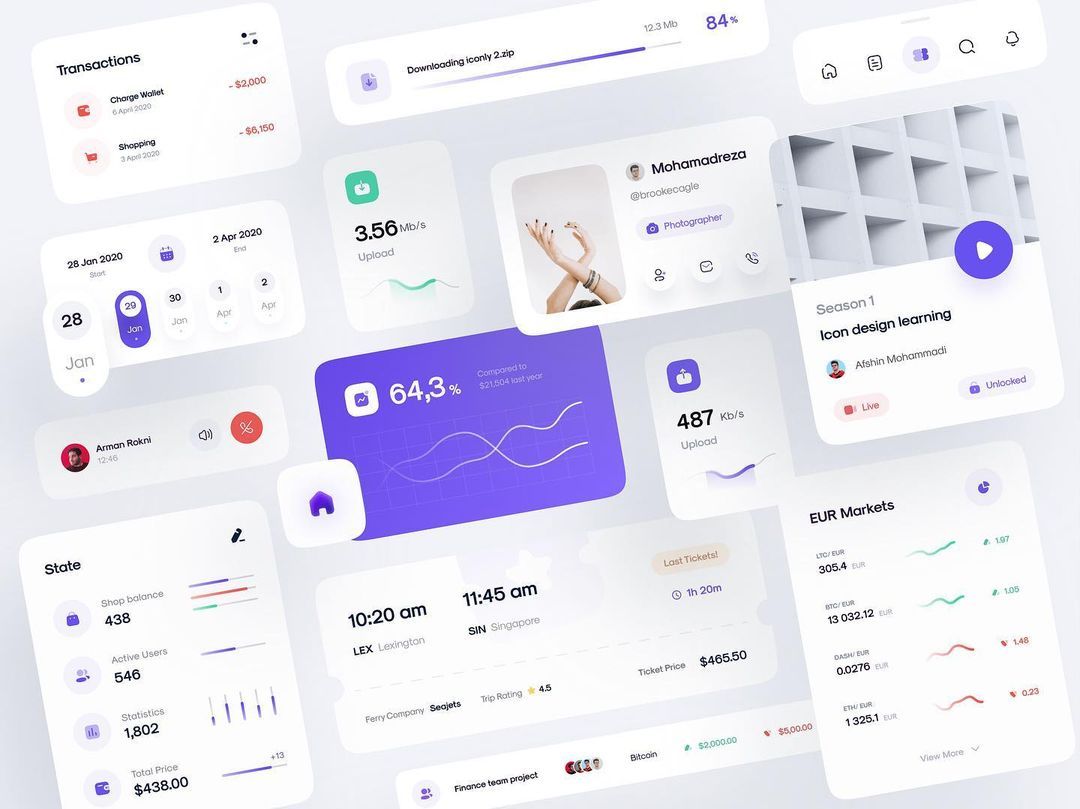 Transactions
Charge Wallet
6 April 2020
- $2,000
Shopping
3 April 2020
- $6,150
Downloading iconly 2.zip
12.3 Mb
84%
28 Jan 2020
Start
2 Apr 2020
End
28
Jan
29
Jan
30
Jan
1
Apr
2
Apr
3.56 Mb/s
Upload
Mohamadreza
@brookecagle
Photographer
Season 1
Icon design learning
Afshin Mohammadi
Live
Unlocked
Arman Rokni
12:46
64,3 %
Compared to
$21,504 last year
487 Kb/s
Upload
State
Shop balance
438
Active Users
546
Statistics
1,802
Total Price
$438.00
+13
10:20 am
LEX Lexington
11:45 am
SIN Singapore
Last Tickets!
1h 20m
Ferry Company Seajets
Trip Rating 4.5
Ticket Price $465.50
Finance team project
Bitcoin
$2,000.00
$5,00.00
EUR Markets
LTC/ EUR
305.4 EUR
1.97
BTC/ EUR
13 032.12 EUR
1.05
DASH/ EUR
0.0276 EUR
1.48
ETH/ EUR
1 325.1 EUR
0.23
View More